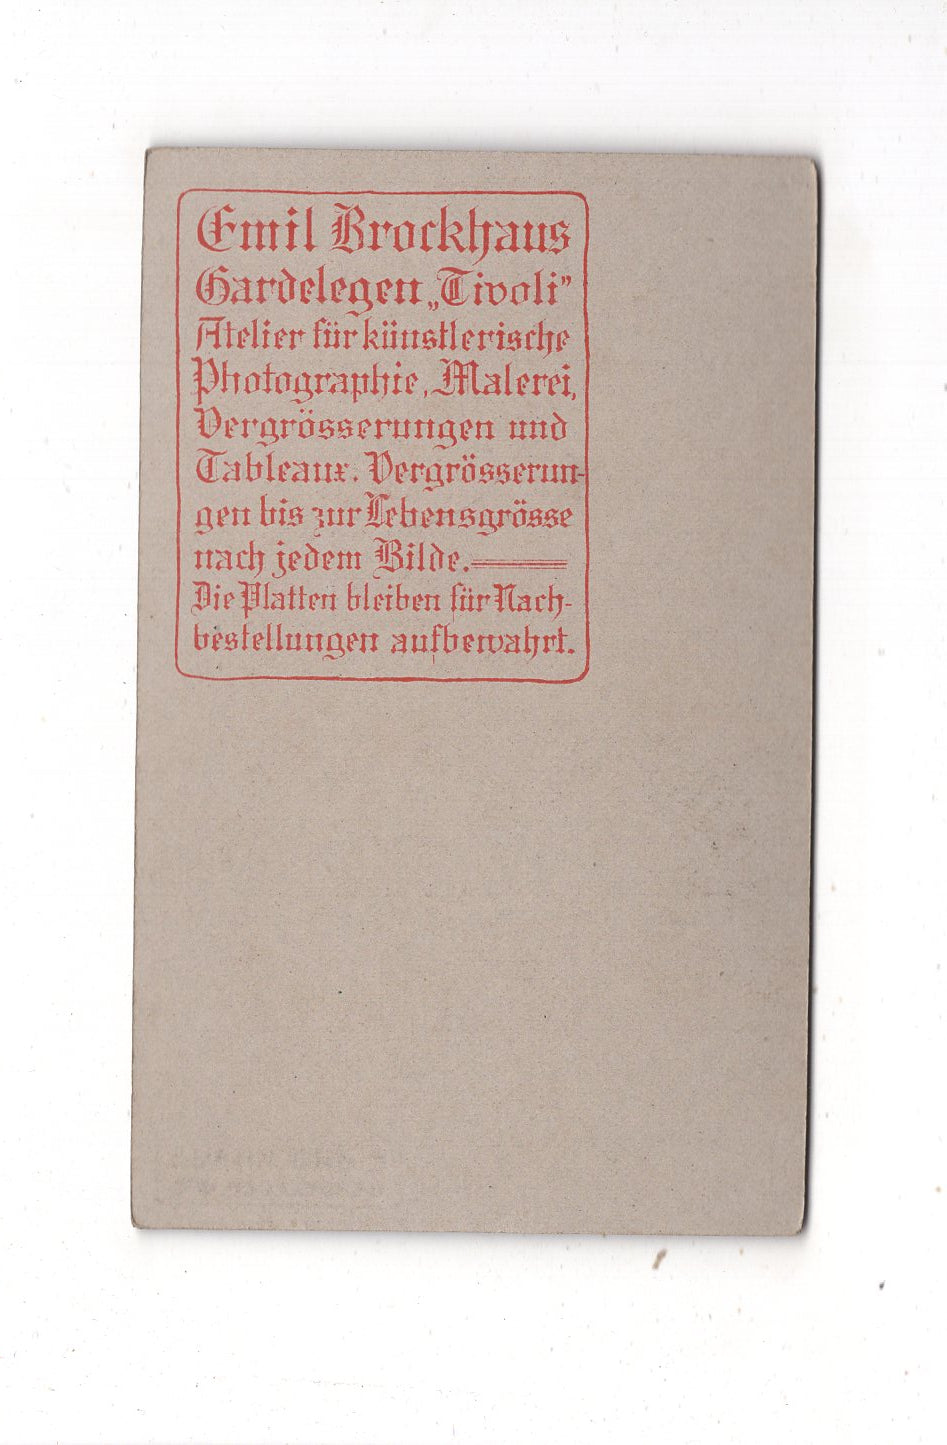 Emil Brockhaus
Gardelegen „Tivoli”
Atelier für künstlerische
Photographie, Malerei,
Vergrösserungen und
Tableaux. Vergrösserun-
gen bis zur Lebensgrösse
nach jedem Bilde.
Die Platten bleiben für Nach-
bestellungen aufbewahrt.